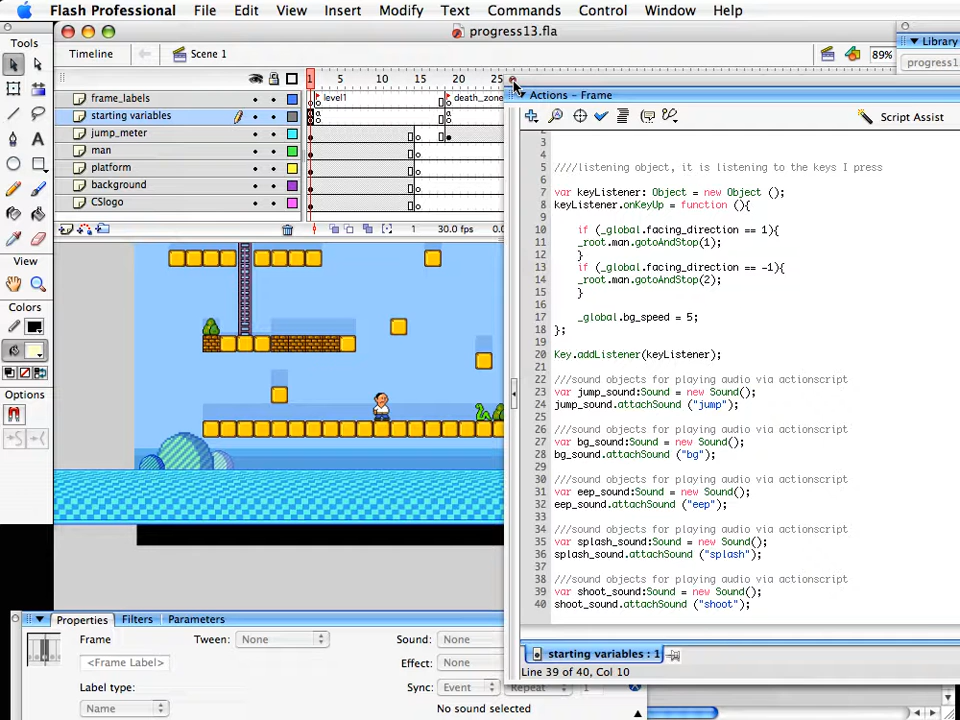 Flash Professional File Edit View Insert Modify Text Commands Control Window Help
progress13.fla
Tools
Timeline Scene 1 89%
Library
progress13
1 5 10 15 20 25
frame_labels level1 death_zone
starting variables
jump_meter
man
platform
background
CSlogo
1 30.0 fps 0.0
View
Colors
Options
Actions - Frame
Script Assist
2
3
4
5 ////listening object, it is listening to the keys I press
6
7 var keyListener: Object = new Object ();
8 keyListener.onKeyUp = function (){
9
10 if (_global.facing_direction == 1){
11 _root.man.gotoAndStop(1);
12 }
13 if (_global.facing_direction == -1){
14 _root.man.gotoAndStop(2);
15 }
16
17 _global.bg_speed = 5;
18 };
19
20 Key.addListener(keyListener);
21
22 ///sound objects for playing audio via actionscript
23 var jump_sound:Sound = new Sound();
24 jump_sound.attachSound ("jump");
25
26 ///sound objects for playing audio via actionscript
27 var bg_sound:Sound = new Sound();
28 bg_sound.attachSound ("bg");
29
30 ///sound objects for playing audio via actionscript
31 var eep_sound:Sound = new Sound();
32 eep_sound.attachSound ("eep");
33
34 ///sound objects for playing audio via actionscript
35 var splash_sound:Sound = new Sound();
36 splash_sound.attachSound ("splash");
37
38 ///sound objects for playing audio via actionscript
39 var shoot_sound:Sound = new Sound();
40 shoot_sound.attachSound ("shoot");
starting variables : 1
Line 39 of 40, Col 10
Properties Filters Parameters
Frame Tween: None Sound: None
<Frame Label> Effect: None
Label type: Sync: Event Repeat 1
Name No sound selected